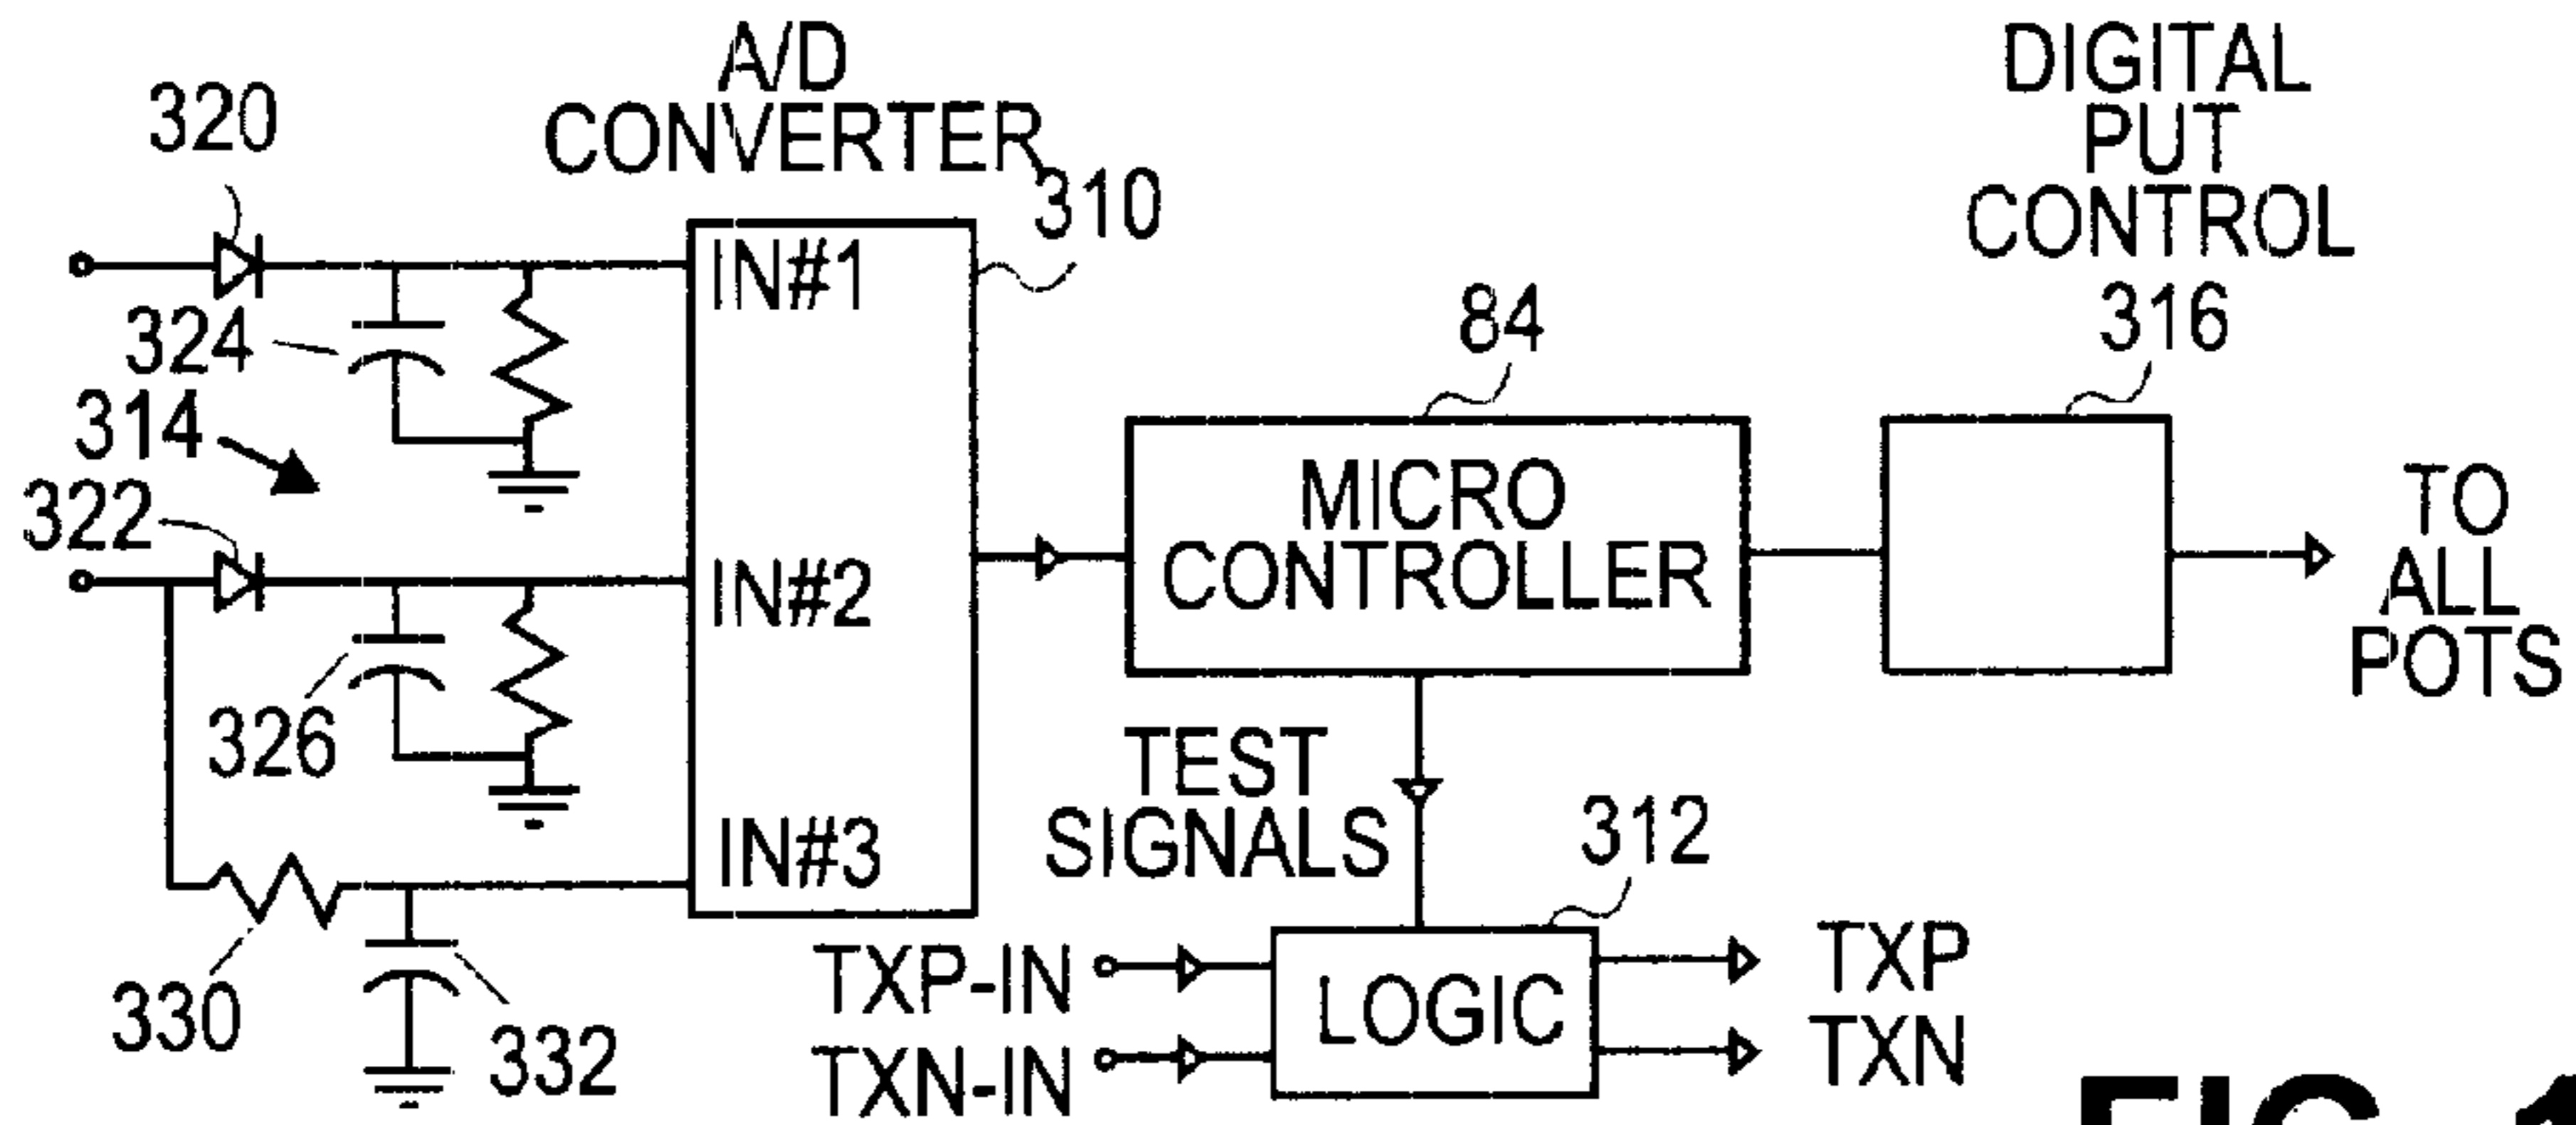 A/D
CONVERTER
310
DIGITAL
PUT
CONTROL
316
320
IN#1
324
314
84
322
MICRO
CONTROLLER
TO
ALL
POTS
IN#2
326
TEST
SIGNALS
IN#3
312
330
332
TXP-IN
TXN-IN
LOGIC
TXP
TXN